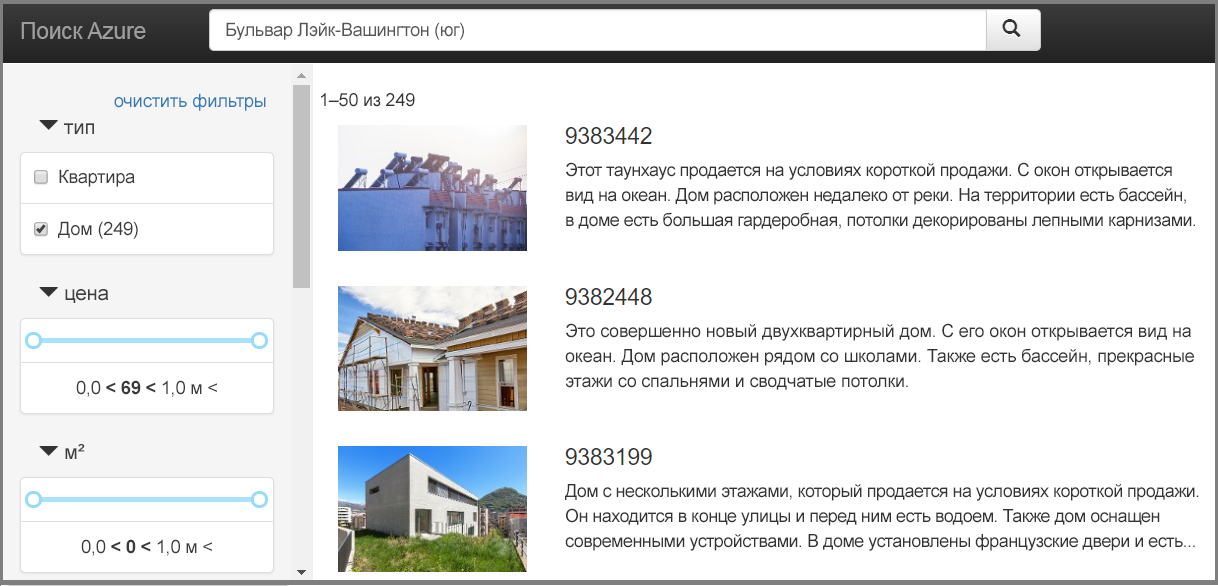 Поиск Azure
Бульвар Лэйк-Вашингтон (юг)
очистить фильтры
тип
Квартира
Дом (249)
цена
0,0 < 69 < 1,0 м <
м²
0,0 < 0 < 1,0 м <
1–50 из 249
9383442
Этот таунхаус продается на условиях короткой продажи. С окон открывается
вид на океан. Дом расположен недалеко от реки. На территории есть бассейн,
в доме есть большая гардеробная, потолки декорированы лепными карнизами.
9382448
Это совершенно новый двухквартирный дом. С его окон открывается вид на
океан. Дом расположен рядом со школами. Также есть бассейн, прекрасные
этажи со спальнями и сводчатые потолки.
9383199
Дом с несколькими этажами, который продается на условиях короткой продажи.
Он находится в конце улицы и перед ним есть водоем. Также дом оснащен
современными устройствами. В доме установлены французские двери и есть...